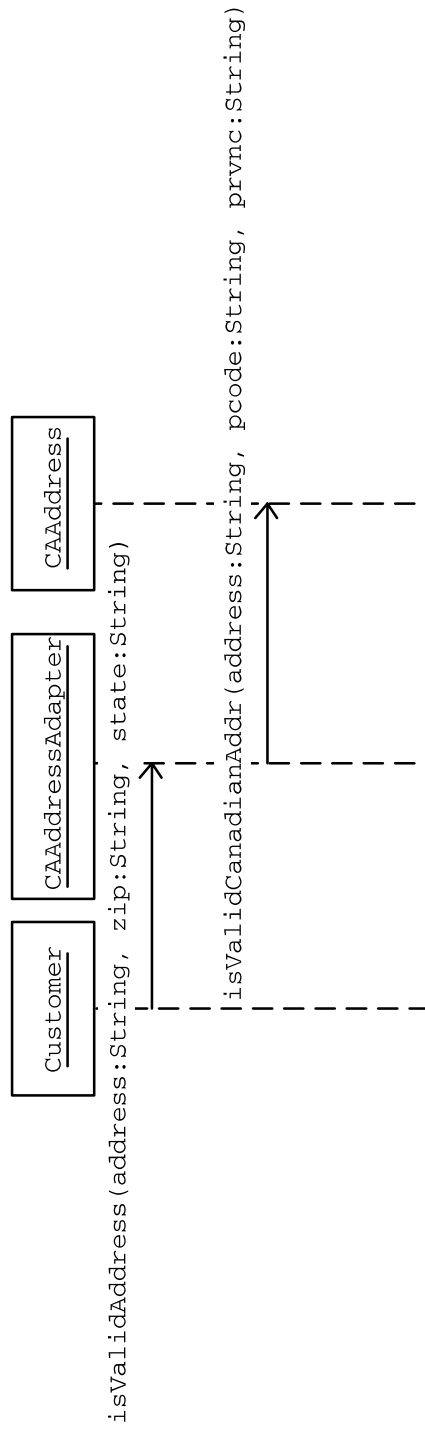 Customer
CAAddressAdapter
CAAddress
isValidAddress(address:String, zip:String, state:String)
isValidCanadianAddr(address:String, pcode:String, prvnc:String)